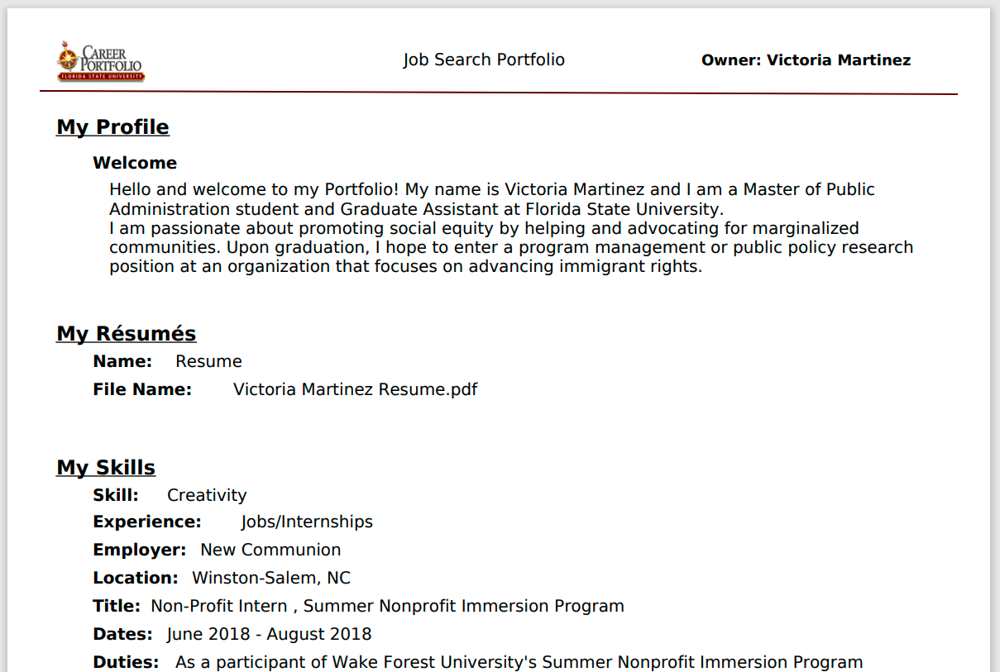 CAREER
PORTFOLIO
FLORIDA STATE UNIVERSITY
Job Search Portfolio
Owner: Victoria Martinez
My Profile
Welcome
Hello and welcome to my Portfolio! My name is Victoria Martinez and I am a Master of Public
Administration student and Graduate Assistant at Florida State University.
I am passionate about promoting social equity by helping and advocating for marginalized
communities. Upon graduation, I hope to enter a program management or public policy research
position at an organization that focuses on advancing immigrant rights.
My Résumés
Name: Resume
File Name: Victoria Martinez Resume.pdf
My Skills
Skill: Creativity
Experience: Jobs/Internships
Employer: New Communion
Location: Winston-Salem, NC
Title: Non-Profit Intern , Summer Nonprofit Immersion Program
Dates: June 2018 - August 2018
Duties: As a participant of Wake Forest University's Summer Nonprofit Immersion Program